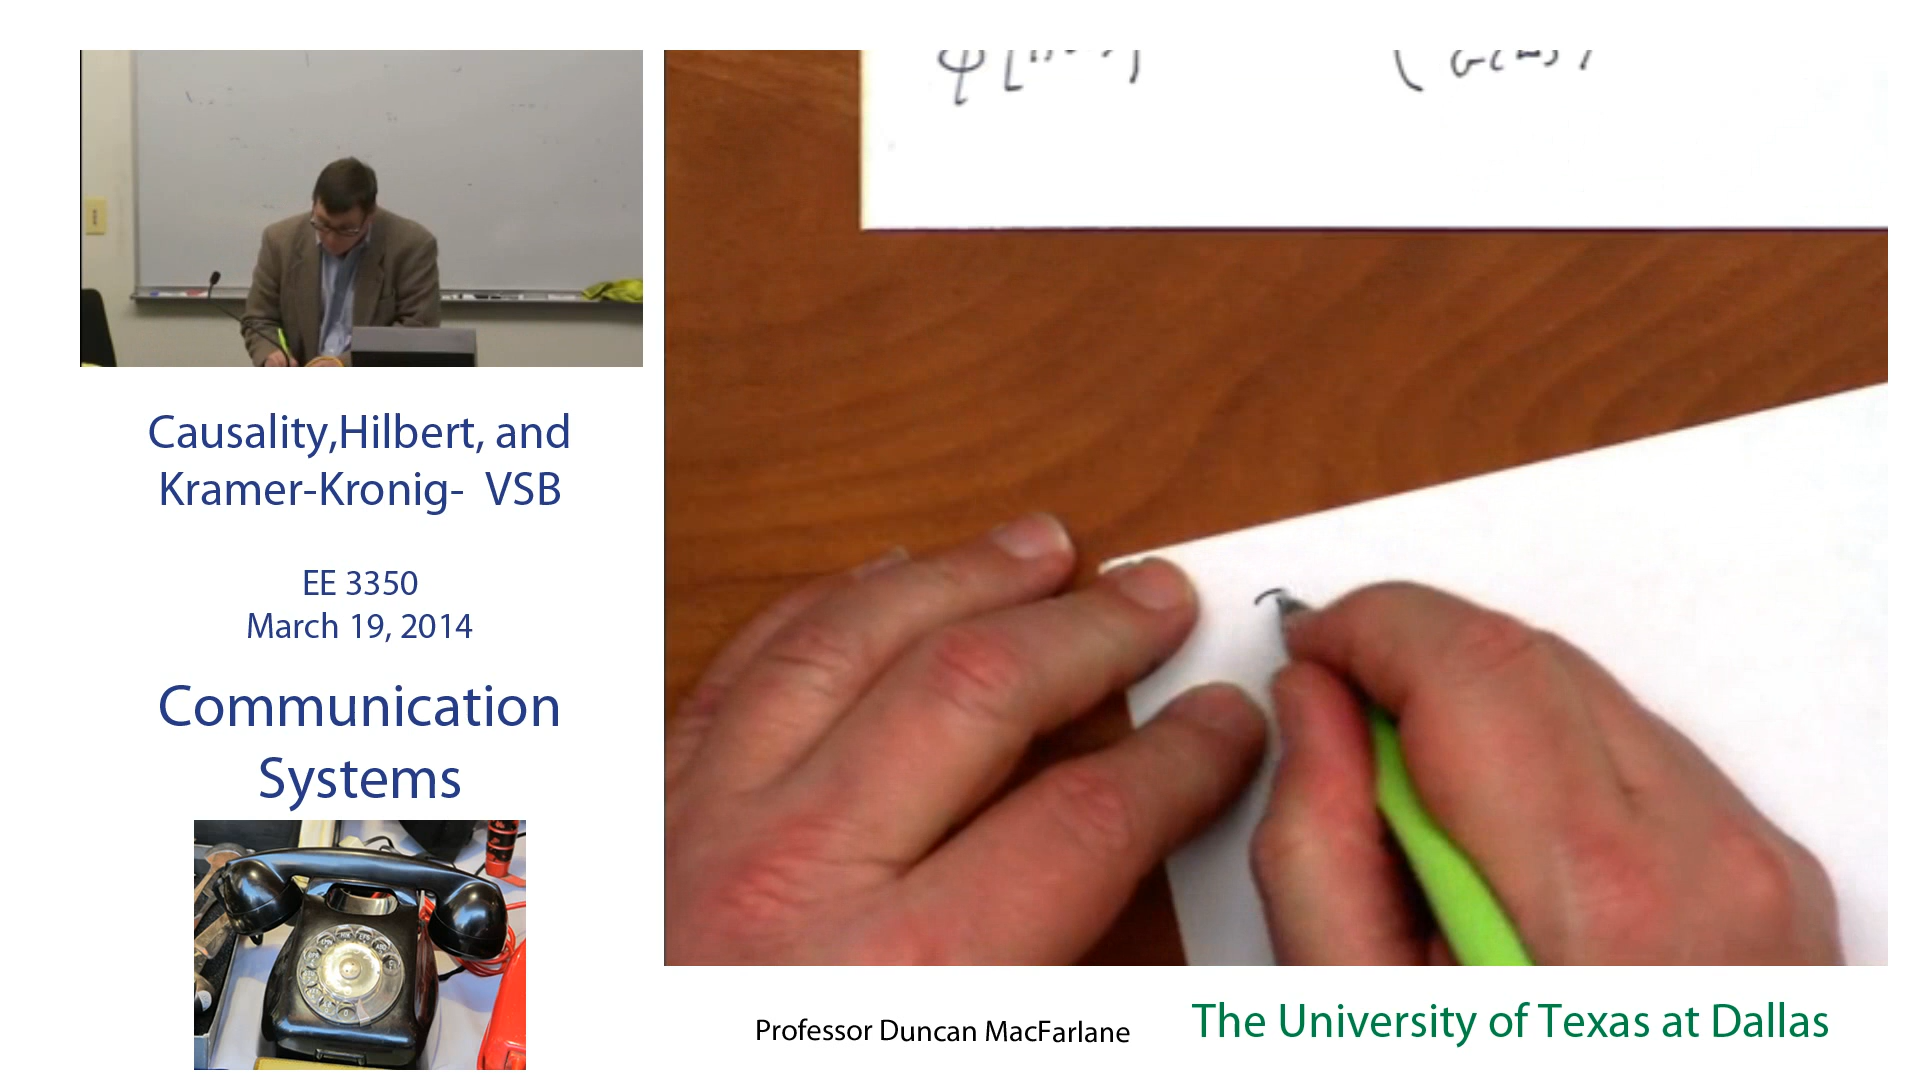 Causality,Hilbert, and
Kramer-Kronig- VSB
EE 3350
March 19, 2014
Communication
Systems
Professor Duncan MacFarlane
The University of Texas at Dallas